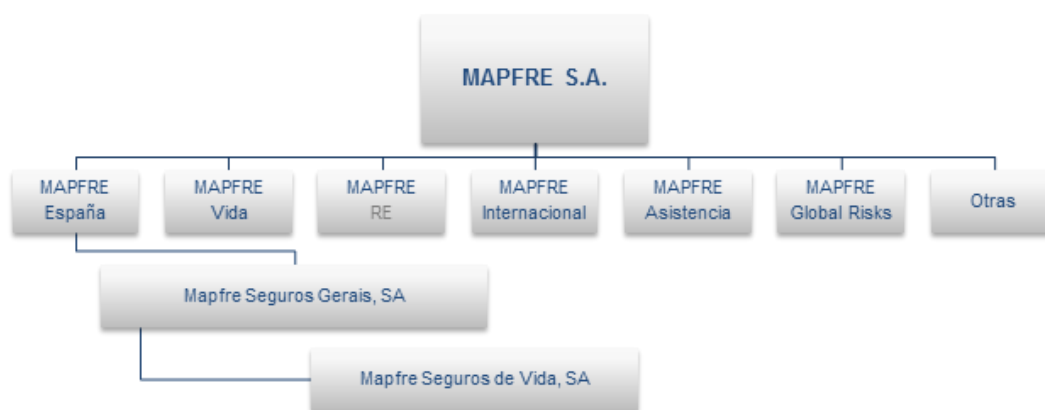 MAPFRE S.A.
MAPFRE
España
MAPFRE
Vida
MAPFRE
RE
MAPFRE
Internacional
MAPFRE
Asistencia
MAPFRE
Global Risks
Otras
Mapfre Seguros Gerais, SA
Mapfre Seguros de Vida, SA